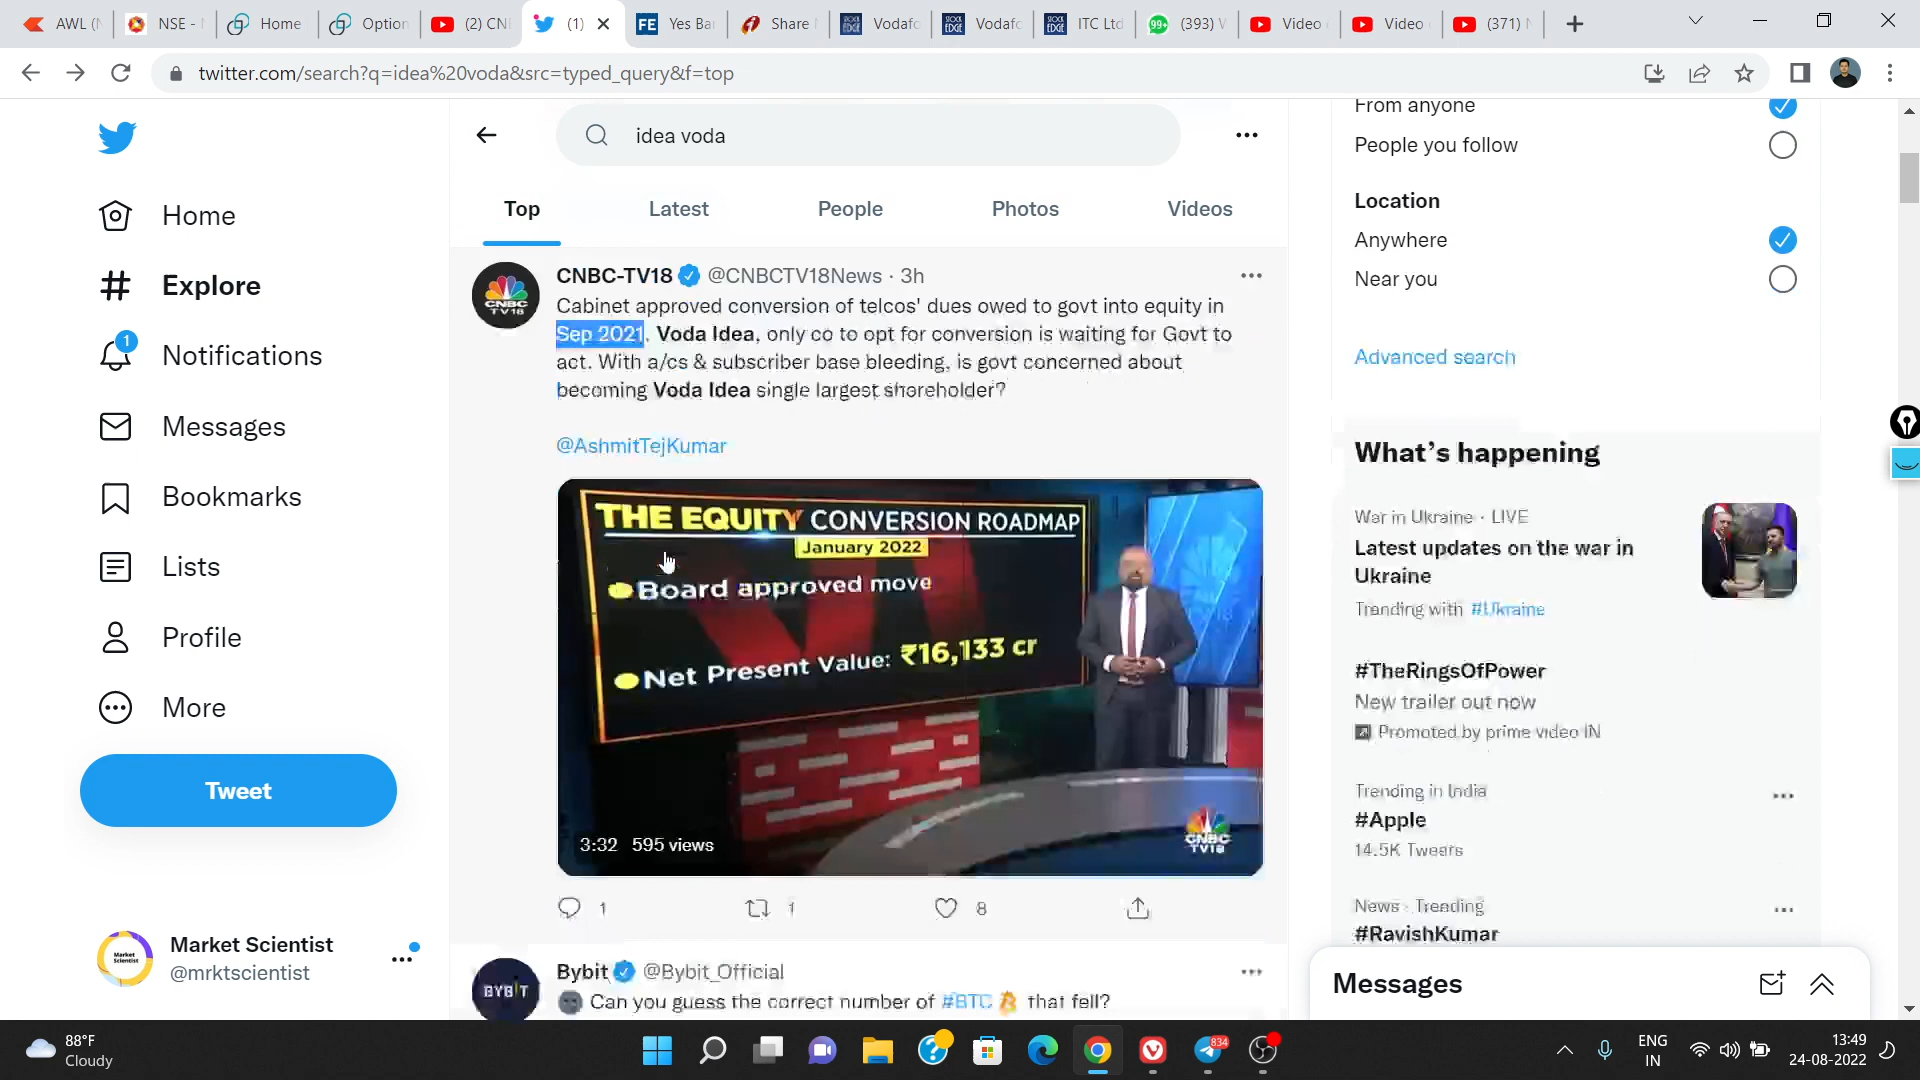 AWL (N
NSE - N
Home
Option
(2) CNB
(1)
Yes Ban
Share
Vodafo
Vodafo
ITC Ltd
(393) W
Video
Video
(371) N
twitter.com/search?q=idea%20voda&src=typed_query&f=top
Home
Explore
1
Notifications
Messages
Bookmarks
Lists
Profile
More
Tweet
Market Scientist
@mrktscientist
idea voda
Top
Latest
People
Photos
Videos
CNBC-TV18 @CNBCTV18News · 3h
Cabinet approved conversion of telcos' dues owed to govt into equity in
Sep 2021. Voda Idea, only co to opt for conversion is waiting for Govt to
act. With a/cs & subscriber base bleeding, is govt concerned about
becoming Voda Idea single largest shareholder?
@AshmitTejKumar
THE EQUITY CONVERSION ROADMAP
January 2022
Board approved move
Net Present Value: ₹16,133 cr
CNBC
TV18
3:32 595 views
1
1
8
BYBIT
Bybit @Bybit_Official
Can you guess the correct number of #BTC that fell?
From anyone
People you follow
Location
Anywhere
Near you
Advanced search
What's happening
War in Ukraine · LIVE
Latest updates on the war in
Ukraine
Trending with #Ukraine
#TheRingsOfPower
New trailer out now
Promoted by prime video IN
Trending in India
#Apple
14.5K Tweets
News · Trending
#RavishKumar
Messages
88°F
Cloudy
834
ENG
IN
13:49
24-08-2022